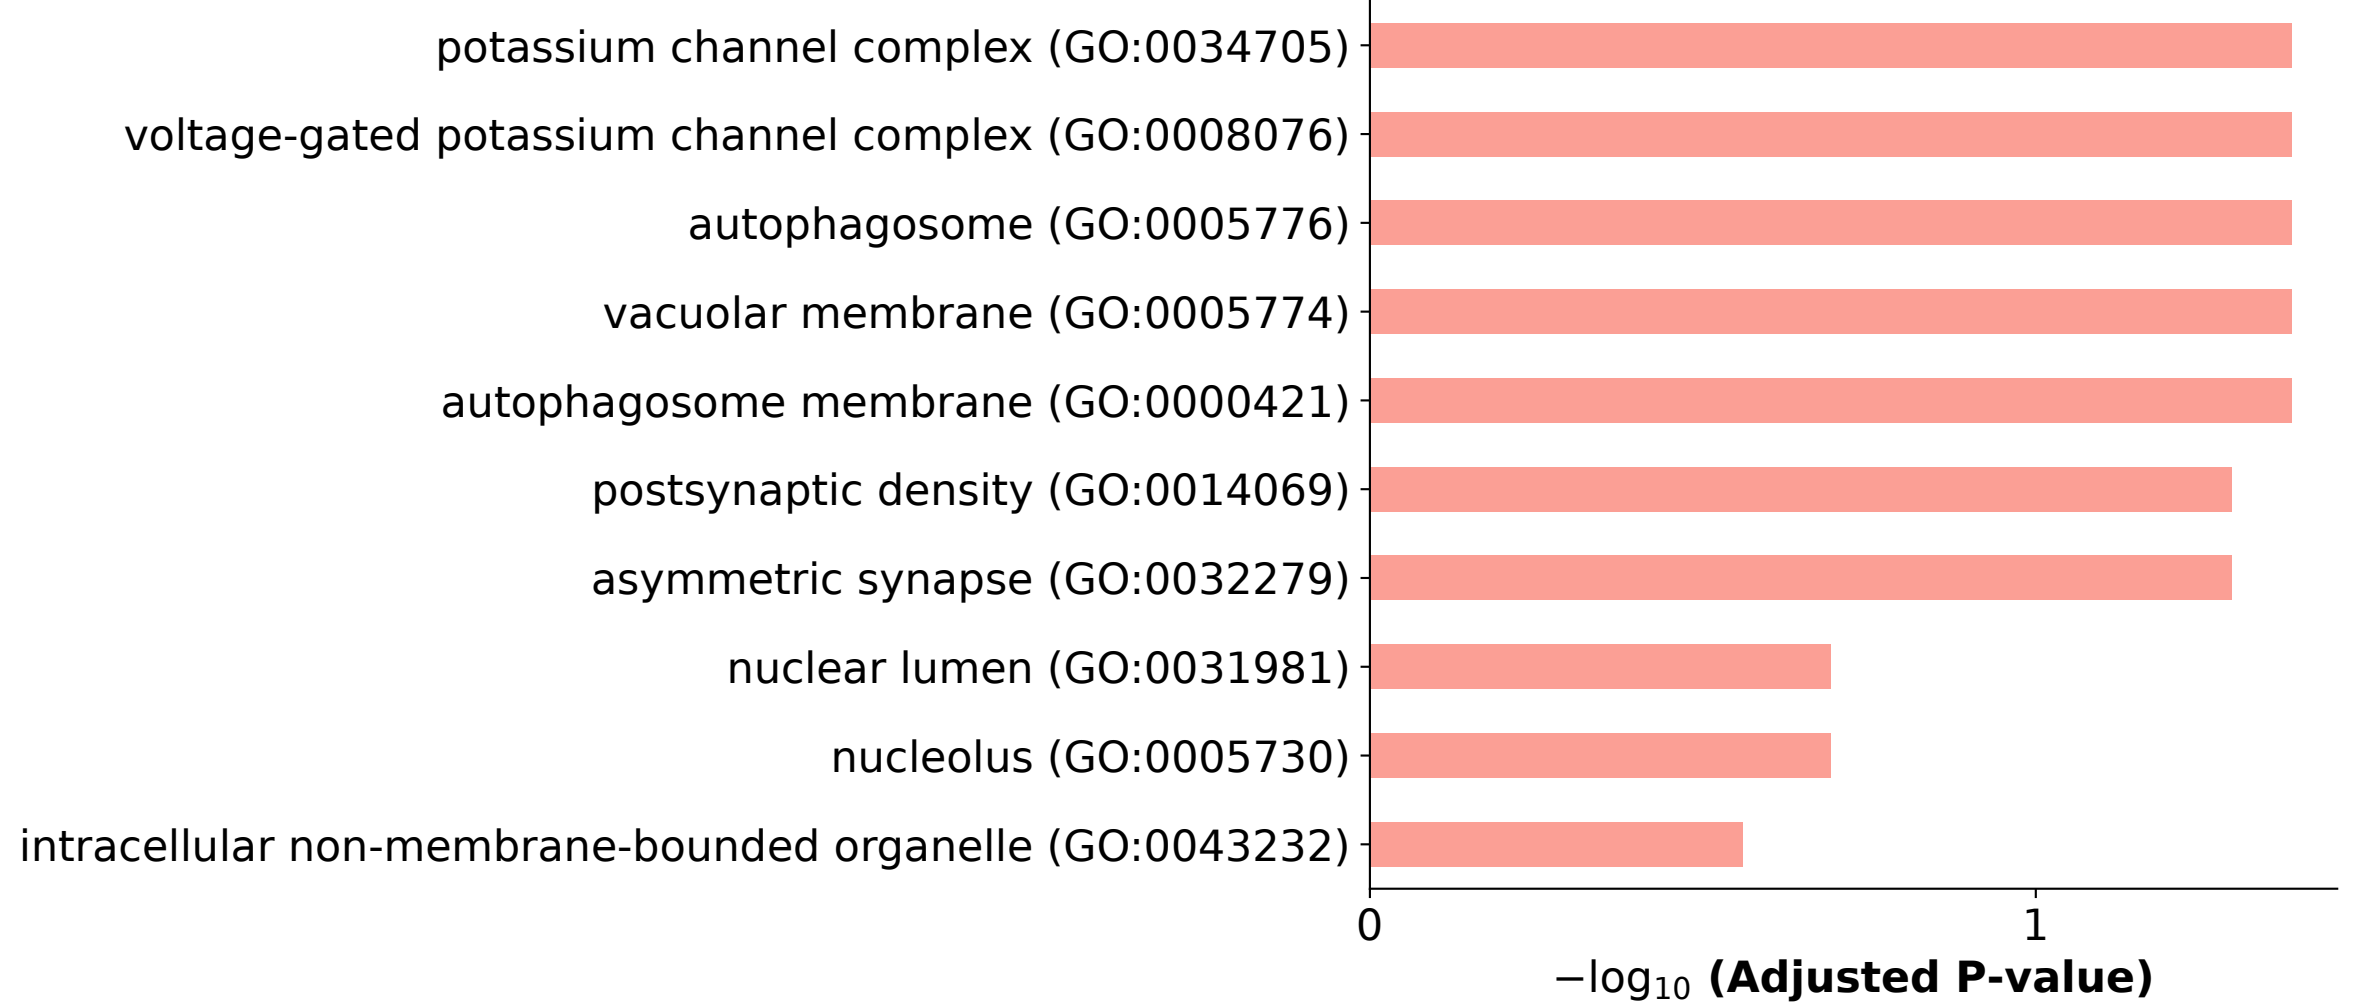 potassium channel complex (GO:0034705)
voltage-gated potassium channel complex (GO:0008076)
autophagosome (GO:0005776)
vacuolar membrane (GO:0005774)
autophagosome membrane (GO:0000421)
postsynaptic density (GO:0014069)
asymmetric synapse (GO:0032279)
nuclear lumen (GO:0031981)
nucleolus (GO:0005730)
intracellular non-membrane-bounded organelle (GO:0043232)
0 1
−log₁₀ (Adjusted P-value)